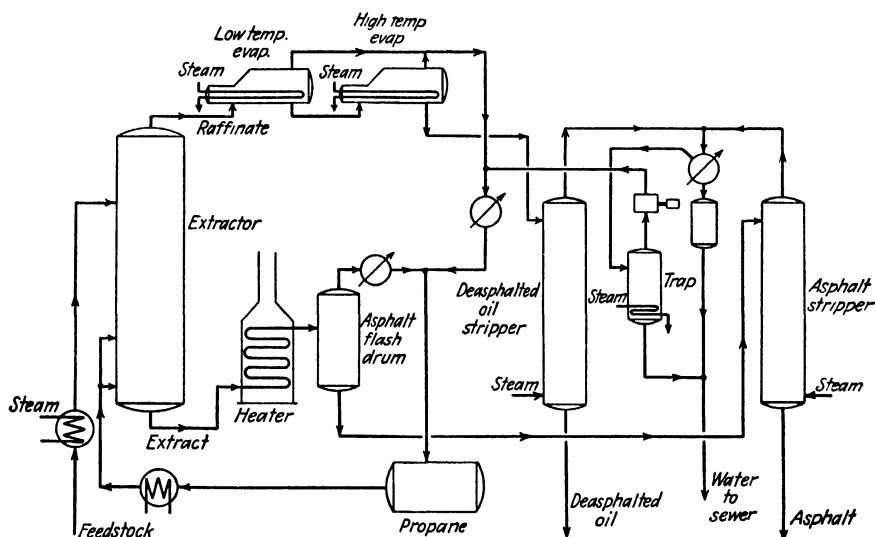 Low temp.
evap.
High temp
evap
Steam
Steam
Raffinate
Extractor
Deasphalted
oil
stripper
Steam
Trap
Asphalt
stripper
Asphalt
flash
drum
Steam
Steam
Steam
Heater
Extract
Feedstock
Propane
Deasphalted
oil
Water
to
sewer
Asphalt